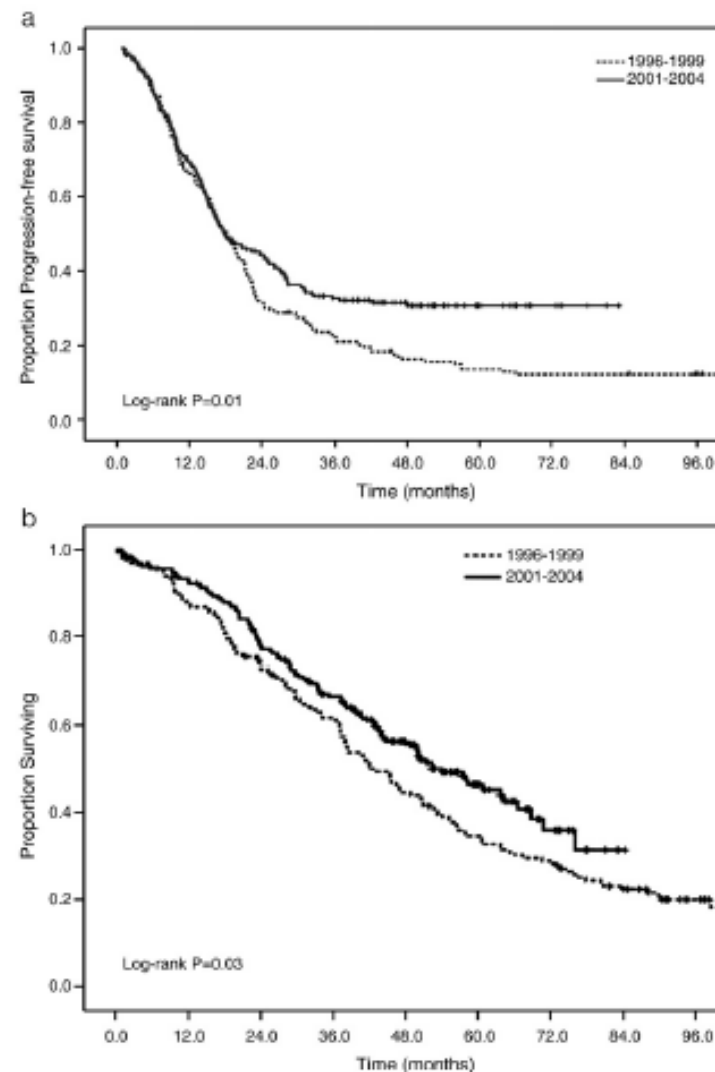 a
1.0
0.8
0.6
0.4
0.2
0.0
Proportion Progression-free survival
1996-1999
2001-2004
Log-rank P=0.01
0.0 12.0 24.0 36.0 48.0 60.0 72.0 84.0 96.0
Time (months)
b
1.0
0.8
0.6
0.4
0.2
0.0
Proportion Surviving
1996-1999
2001-2004
Log-rank P=0.03
0.0 12.0 24.0 36.0 48.0 60.0 72.0 84.0 96.0
Time (months)